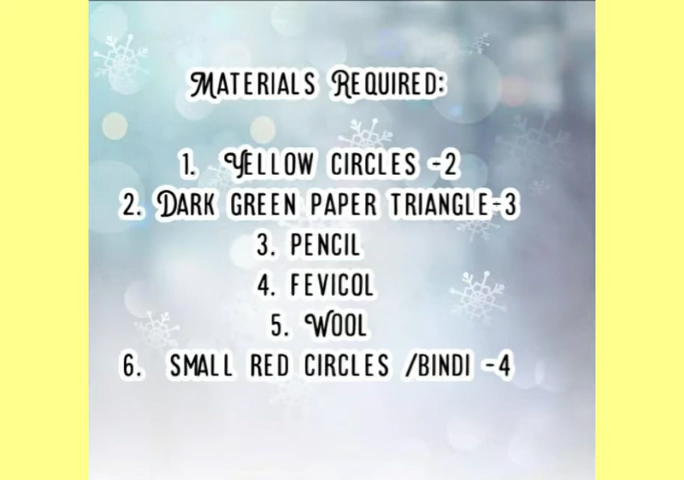 Materials Required:
1. Yellow circles -2
2. Dark green paper triangle-3
3. pencil
4. fevicol
5. Wool
6. small red circles /bindi -4